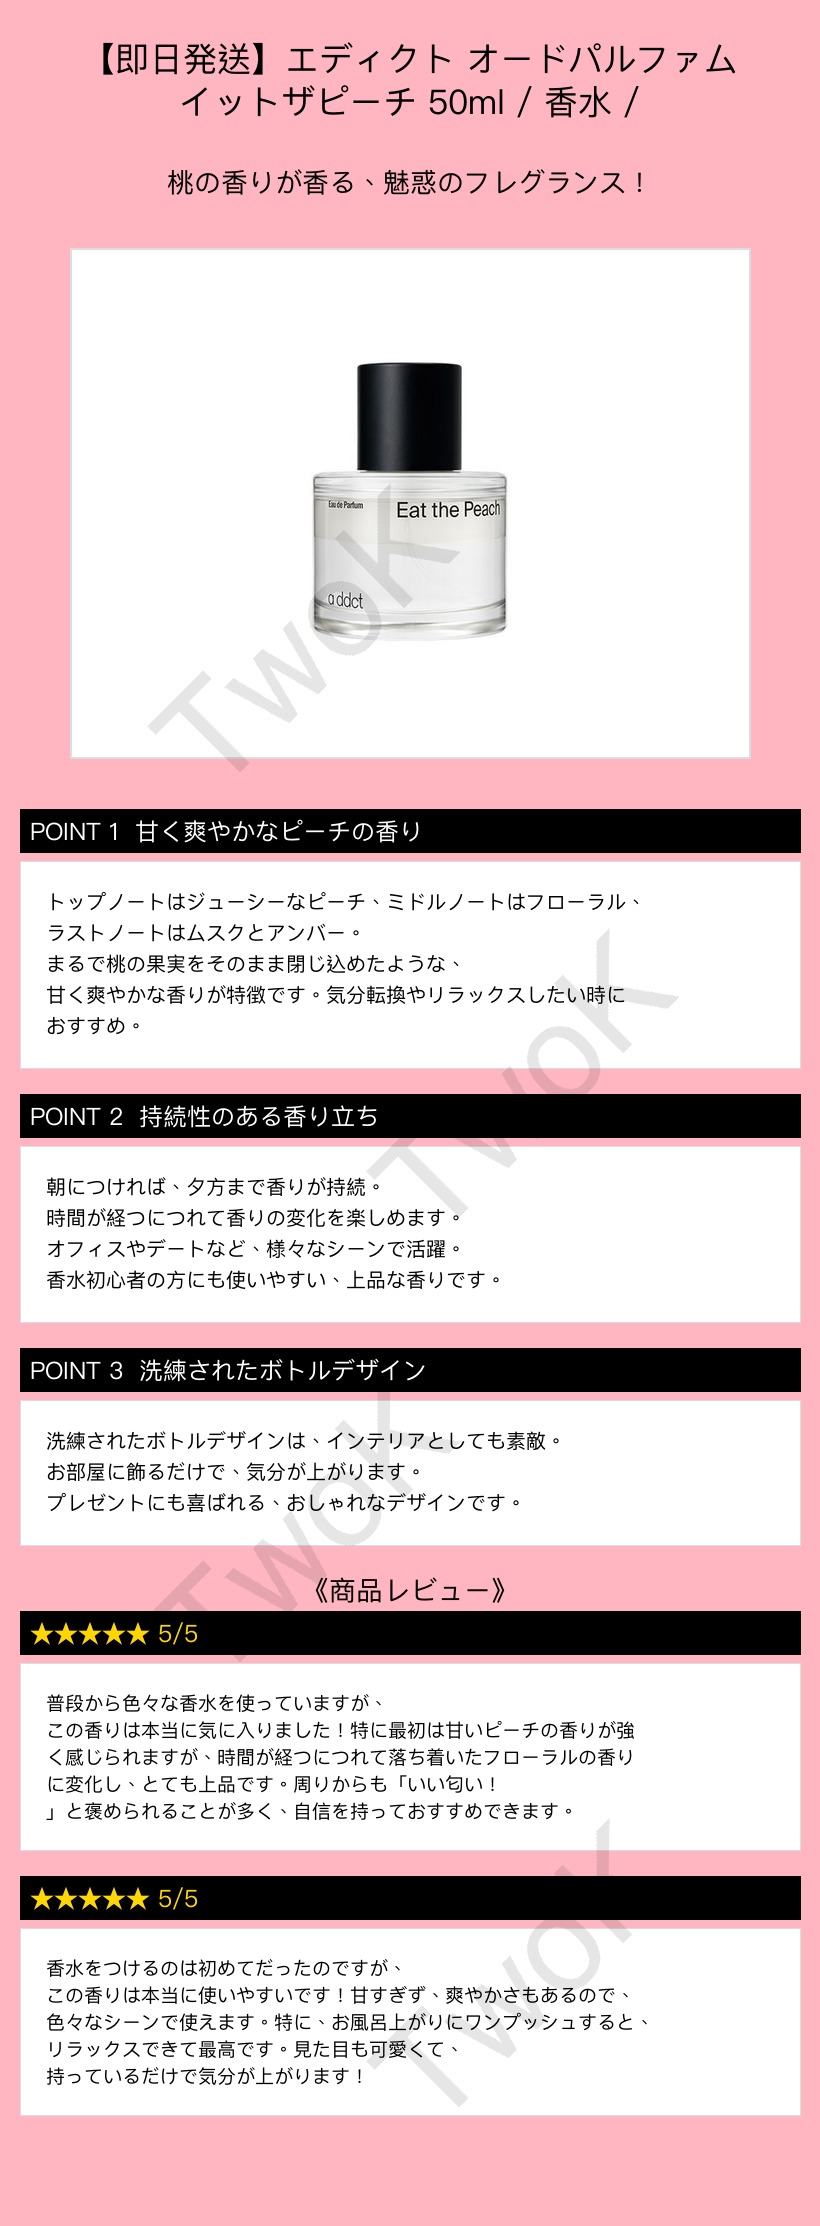 【即日発送】エディクト オードパルファム
イットザピーチ 50ml / 香水 /
桃の香りが香る、魅惑のフレグランス！
Eau de Parfum
Eat the Peach
a ddct
TwoK
POINT 1 甘く爽やかなピーチの香り
トップノートはジューシーなピーチ、ミドルノートはフローラル、
ラストノートはムスクとアンバー。
まるで桃の果実をそのまま閉じ込めたような、
甘く爽やかな香りが特徴です。気分転換やリラックスしたい時に
おすすめ。
TwoK
POINT 2 持続性のある香り立ち
朝につければ、夕方まで香りが持続。
時間が経つにつれて香りの変化を楽しめます。
オフィスやデートなど、様々なシーンで活躍。
香水初心者の方にも使いやすい、上品な香りです。
POINT 3 洗練されたボトルデザイン
洗練されたボトルデザインは、インテリアとしても素敵。
お部屋に飾るだけで、気分が上がります。
プレゼントにも喜ばれる、おしゃれなデザインです。
TwoK
《商品レビュー》
★★★★★ 5/5
普段から色々な香水を使っていますが、
この香りは本当に気に入りました！特に最初は甘いピーチの香りが強
く感じられますが、時間が経つにつれて落ち着いたフローラルの香り
に変化し、とても上品です。周りからも「いい匂い！
」と褒められることが多く、自信を持っておすすめできます。
★★★★★ 5/5
香水をつけるのは初めてだったのですが、
この香りは本当に使いやすいです！甘すぎず、爽やかさもあるので、
色々なシーンで使えます。特に、お風呂上がりにワンプッシュすると、
リラックスできて最高です。見た目も可愛くて、
持っているだけで気分が上がります！
TwoK